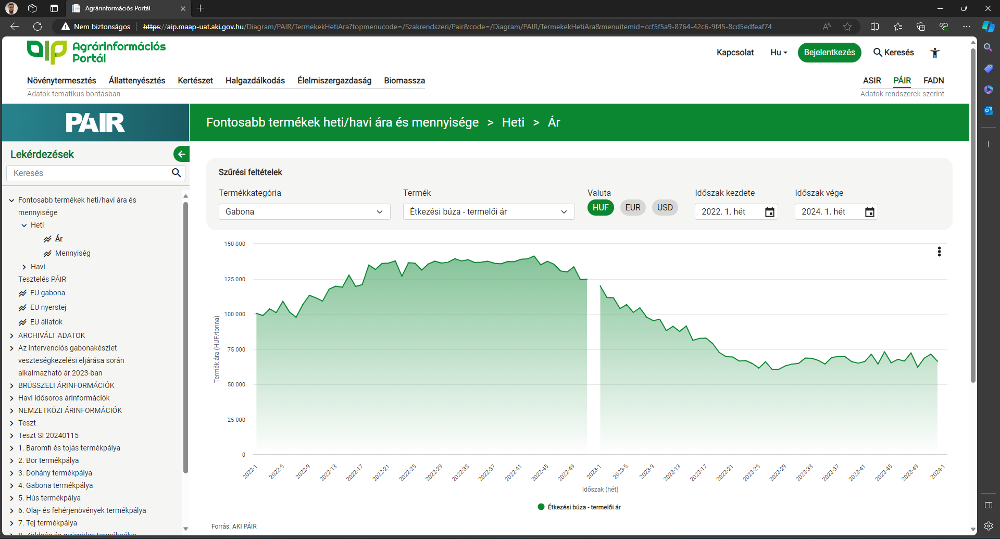 Agrárinformációs Portál
Nem biztonságos
https://aip.maap-uat.aki.gov.hu/Diagram/PAIR/TermekekHetiAra?topmenucode=/Szakrendszeri/Pair&code=/Diagram/PAIR/TermekekHetiAra&menuitemid=ccf5f5a9-8764-42c6-9f45-8cd5edfeaf74
aip Agrárinformációs
Portál
Kapcsolat
Hu
Bejelentkezés
Keresés
Növénytermesztés
Állattenyésztés
Kertészet
Halgazdálkodás
Élelmiszergazdaság
Biomassza
Adatok tematikus bontásban
ASIR
PÁIR
FADN
Adatok rendszerek szerint
PÁIR
Fontosabb termékek heti/havi ára és mennyisége > Heti > Ár
Lekérdezések
Keresés
Fontosabb termékek heti/havi ára és
mennyisége
Heti
Ár
Mennyiség
Havi
Tesztelés PÁIR
EU gabona
EU nyerstej
EU állatok
ARCHIVÁLT ADATOK
Az intervenciós gabonakészlet
veszteségkezelési eljárása során
alkalmazható ár 2023-ban
BRÜSSZELI ÁRINFORMÁCIÓK
Havi idősoros árinformációk
NEMZETKÖZI ÁRINFORMÁCIÓK
Teszt
Teszt SI 20240115
1. Baromfi és tojás termékpálya
2. Bor termékpálya
3. Dohány termékpálya
4. Gabona termékpálya
5. Hús termékpálya
6. Olaj- és fehérjenövények termékpálya
7. Tej termékpálya
8. Zöldség és gyümölcs termékpálya
Szűrési feltételek
Termékkategória
Gabona
Termék
Étkezési búza - termelői ár
Valuta
HUF
EUR
USD
Időszak kezdete
2022. 1. hét
Időszak vége
2024. 1. hét
150 000
125 000
100 000
75 000
50 000
25 000
0
Termék ára (HUF/tonna)
2022-1
2022-5
2022-9
2022-13
2022-17
2022-21
2022-25
2022-29
2022-33
2022-37
2022-41
2022-45
2022-49
2023-1
2023-5
2023-9
2023-13
2023-17
2023-21
2023-25
2023-29
2023-33
2023-37
2023-41
2023-45
2023-49
2024-1
Időszak (hét)
Étkezési búza - termelői ár
Forrás: AKI PÁIR